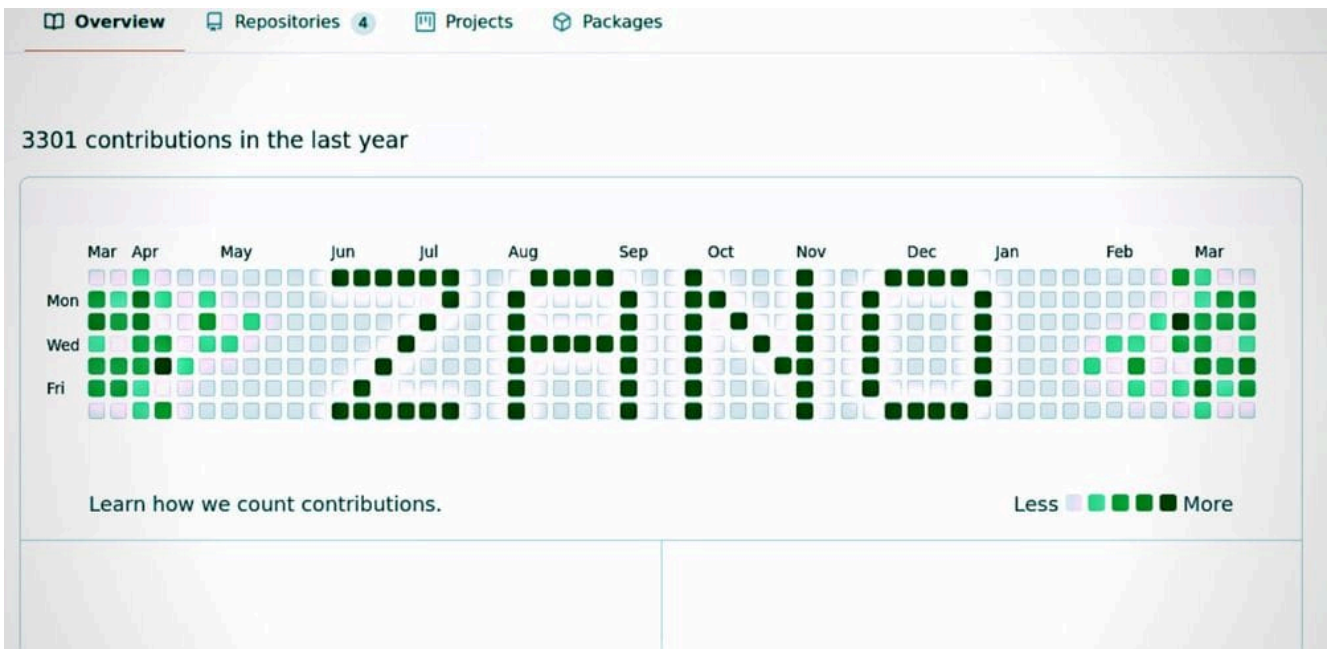 Overview Repositories 4 Projects Packages
3301 contributions in the last year
Mar Apr May Jun Jul Aug Sep Oct Nov Dec Jan Feb Mar
Mon
Wed
Fri
ZANO
Learn how we count contributions.
Less More